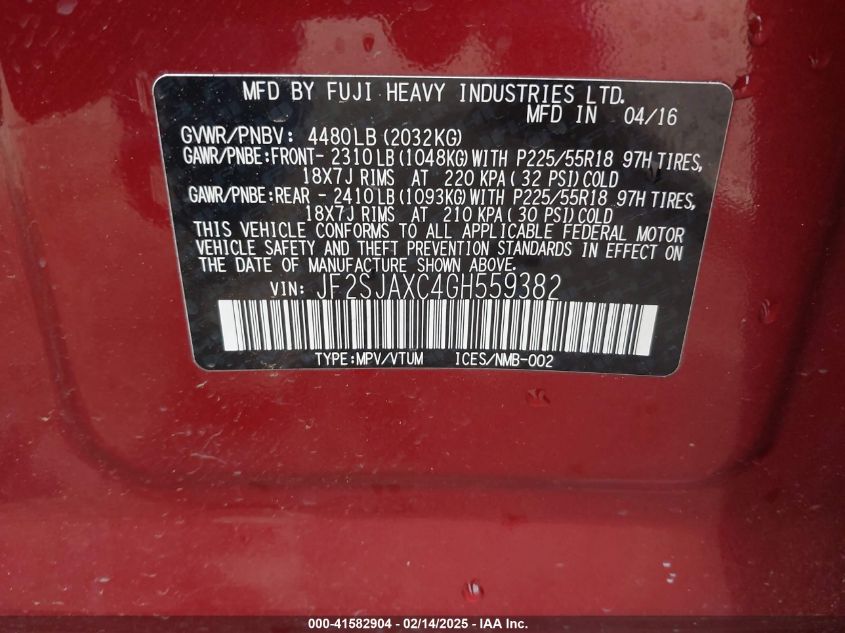 MFD BY FUJI HEAVY INDUSTRIES LTD.
MFD IN 04/16
GVWR/PNBV: 4480LB (2032KG)
GAWR/PNBE:FRONT- 2310LB (1048KG) WITH P225/55R18 97H TIRES,
18X7J RIMS AT 220 KPA ( 32 PSI) COLD
GAWR/PNBE:REAR - 2410LB (1093KG) WITH P225/55R18 97H TIRES,
18X7J RIMS AT 210 KPA ( 30 PSI) COLD
THIS VEHICLE CONFORMS TO ALL APPLICABLE FEDERAL MOTOR
VEHICLE SAFETY AND THEFT PREVENTION STANDARDS IN EFFECT ON
THE DATE OF MANUFACTURE SHOWN ABOVE.
VIN: JF2SJAXC4GH559382
TYPE:MPV/VTUM ICES/NMB-002
000-41582904 - 02/14/2025 - IAA Inc.